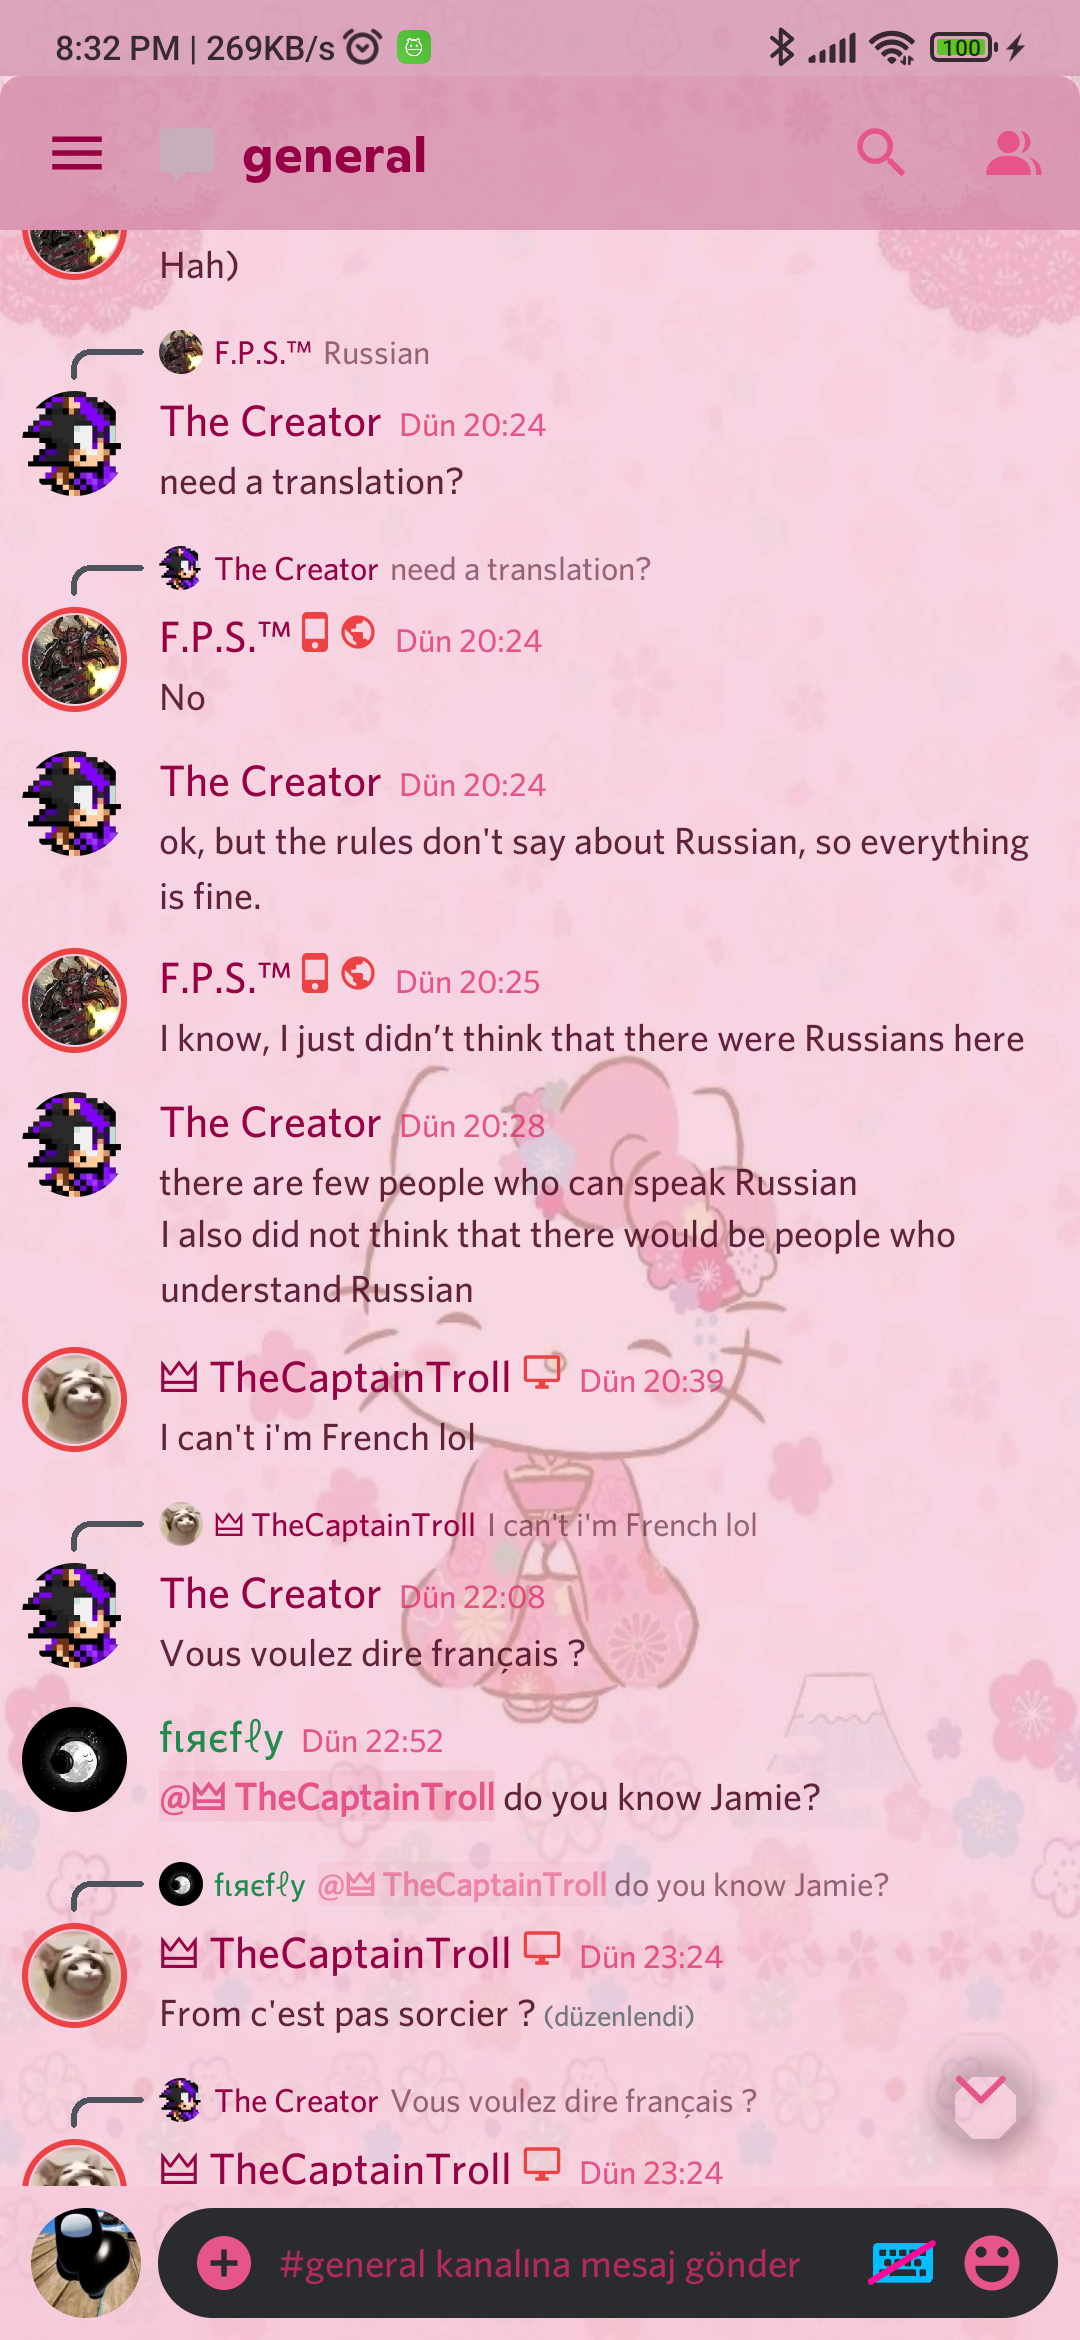 8:32 PM | 269KB/s
100
general
Hah)
F.P.S.™ Russian
The Creator Dün 20:24
need a translation?
The Creator need a translation?
F.P.S.™ Dün 20:24
No
The Creator Dün 20:24
ok, but the rules don't say about Russian, so everything
is fine.
F.P.S.™ Dün 20:25
I know, I just didn’t think that there were Russians here
The Creator Dün 20:28
there are few people who can speak Russian
I also did not think that there would be people who
understand Russian
TheCaptainTroll Dün 20:39
I can't i'm French lol
TheCaptainTroll I can't i'm French lol
The Creator Dün 22:08
Vous voulez dire français ?
fιяєfℓy Dün 22:52
@TheCaptainTroll do you know Jamie?
fιяєfℓy @TheCaptainTroll do you know Jamie?
TheCaptainTroll Dün 23:24
From c'est pas sorcier ? (düzenlendi)
The Creator Vous voulez dire français ?
TheCaptainTroll Dün 23:24
#general kanalına mesaj gönder